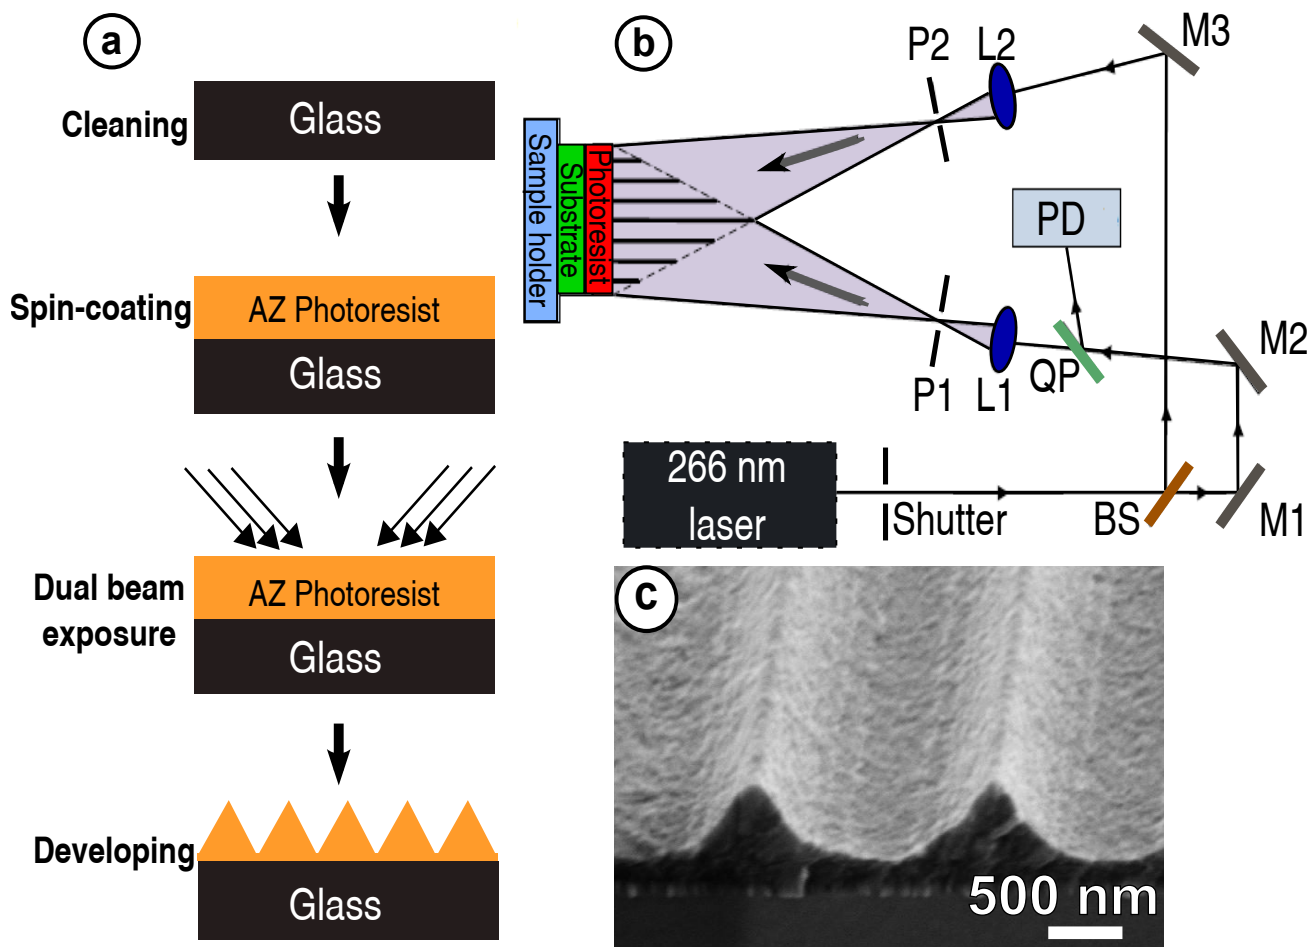 a
Cleaning
Glass
Spin-coating
AZ Photoresist
Glass
Dual beam
exposure
AZ Photoresist
Glass
Developing
Glass
b
P2
L2
M3
Sample holder
Substrate
Photoresist
PD
P1
L1
QP
M2
266 nm
laser
Shutter
BS
M1
c
500 nm